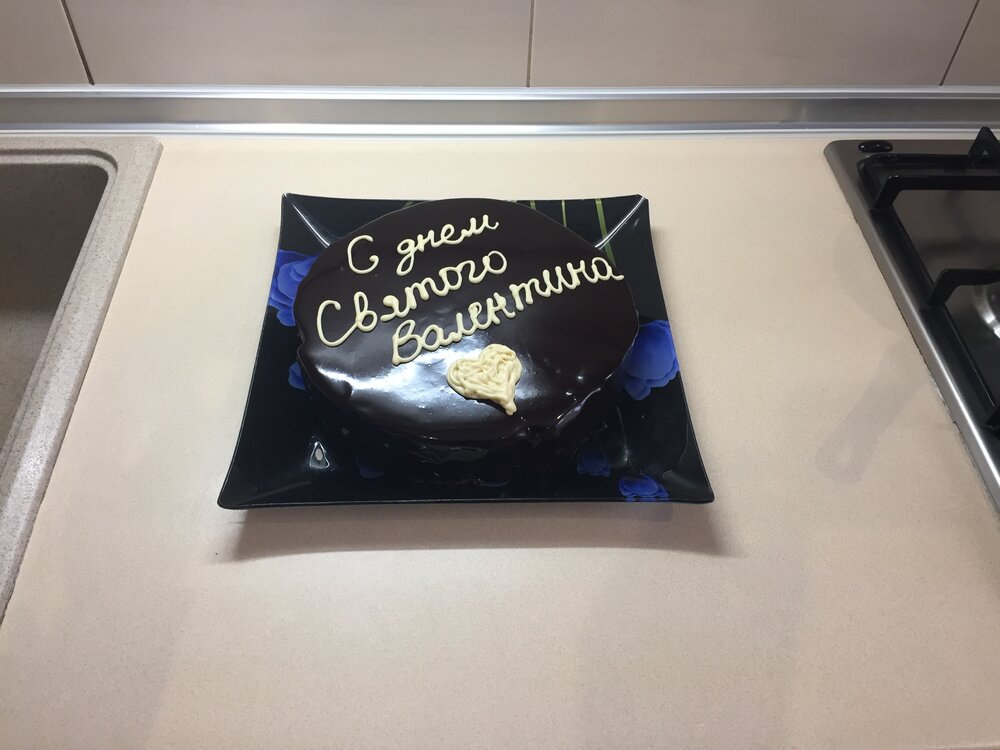 С днем
Святого
Валентина